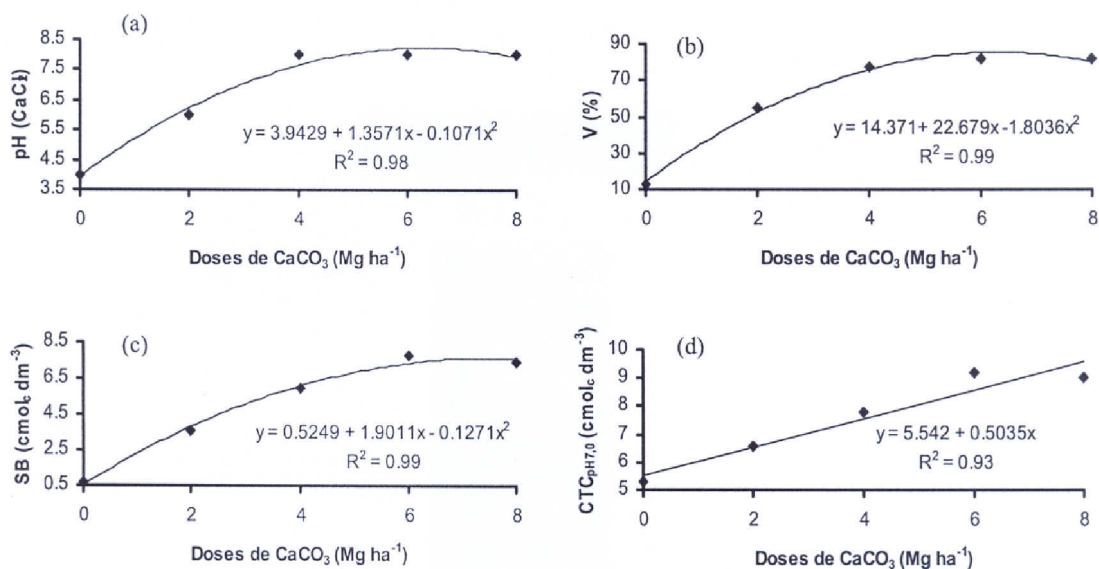 (a)
8.5
7.5
6.5
5.5
4.5
3.5
pH (CaCl₂)
y = 3.9429 + 1.3571x - 0.1071x²
R² = 0.98
0 2 4 6 8
Doses de CaCO₃ (Mg ha⁻¹)
(b)
90
70
50
30
10
V (%)
y = 14.371+ 22.679x -1.8036x²
R² = 0.99
0 2 4 6 8
Doses de CaCO₃ (Mg ha⁻¹)
(c)
8.5
6.5
4.5
2.5
0.5
SB (cmol꜀ dm⁻³)
y = 0.5249 + 1.9011x - 0.1271x²
R² = 0.99
0 2 4 6 8
Doses de CaCO₃ (Mg ha⁻¹)
(d)
10
9
8
7
6
5
CTCpH7,0 (cmol꜀ dm⁻³)
y = 5.542 + 0.5035x
R² = 0.93
0 2 4 6 8
Doses de CaCO₃ (Mg ha⁻¹)